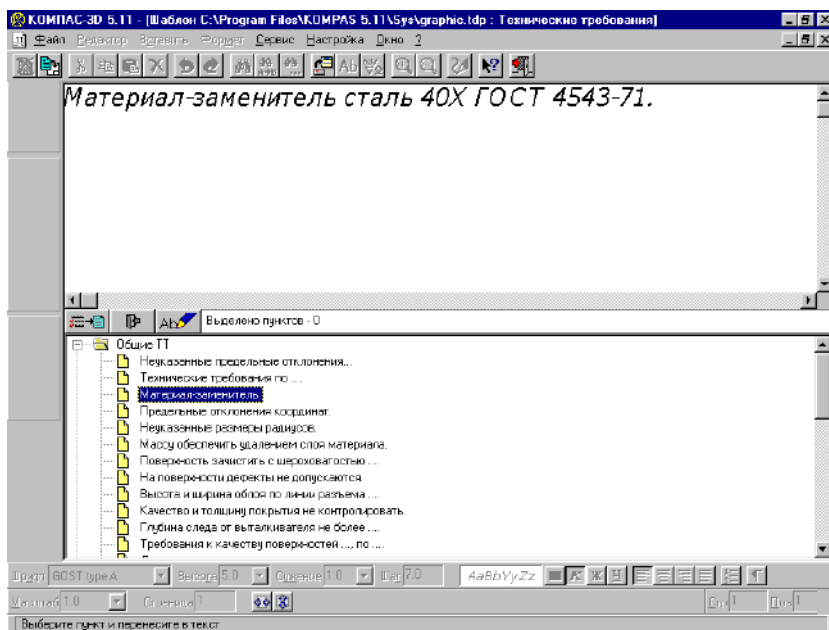 КОМПАС-3D 5.11 - [Шаблон C:\Program Files\KOMPAS 5.11\Sys\graphic.tdp : Технические требования]
Файл Редактор Вставить Формат Сервис Настройка Окно ?
Материал-заменитель сталь 40Х ГОСТ 4543-71.
Выделено пунктов - 0
Общие ТТ
Неуказанные предельные отклонения...
Технические требования по ....
Материал-заменитель
Предельные отклонения координат.
Неуказанные размеры радиусов.
Массу обеспечить удалением слоя материала.
Поверхность зачистить с шероховатостью ....
На поверхности дефекты не допускаются
Высота и ширина облоя по линии разъема ....
Качество и толщину покрытия не контролировать.
Глубина следа от выталкивателя не более ....
Требования к качеству поверхностей ..., по ....
Шрифт GOST type A Высота 5.0 Сужение 1.0 Шаг 7.0 AaBbYyZz К Ж Ч
Масштаб 1.0 Страница 1 Стр 1 Поз 1
Выберите пункт и перенесите в текст